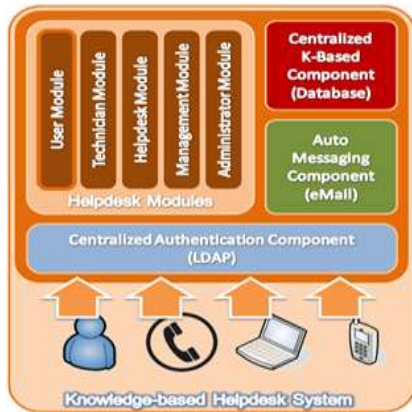 User Module
Technician Module
Helpdesk Module
Management Module
Administrator Module
Helpdesk Modules
Centralized
K-Based
Component
(Database)
Auto
Messaging
Component
(eMail)
Centralized Authentication Component
(LDAP)
Knowledge-based Helpdesk System